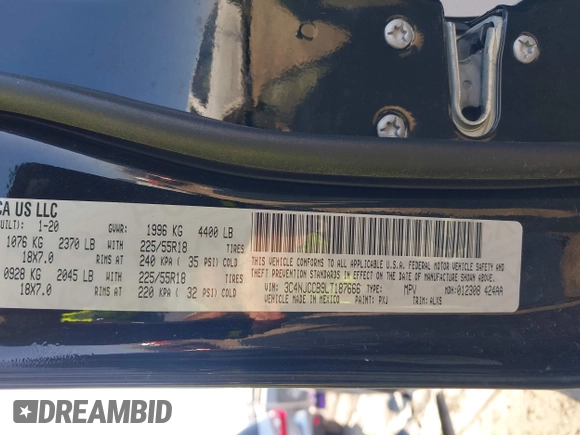 CA US LLC
UILT): 1-20 GVWR: 1996 KG 4400 LB
1076 KG 2370 LB WITH 225/55R18 TIRES
18X7.0 RIMS AT 240 KPA ( 35 PSI) COLD
0928 KG 2045 LB WITH 225/55R18 TIRES
18X7.0 RIMS AT 220 KPA ( 32 PSI) COLD
THIS VEHICLE CONFORMS TO ALL APPLICABLE U.S.A. FEDERAL MOTOR VEHICLE SAFETY AND
THEFT PREVENTION STANDARDS IN EFFECT ON THE DATE OF MANUFACTURE SHOWN ABOVE.
VIN: 3C4NJCCB9LT187666 TYPE: MPV MDH: 012308 424AA
VEHICLE MADE IN MEXICO PAINT: PXJ TRIM: ALXS
DREAMBID